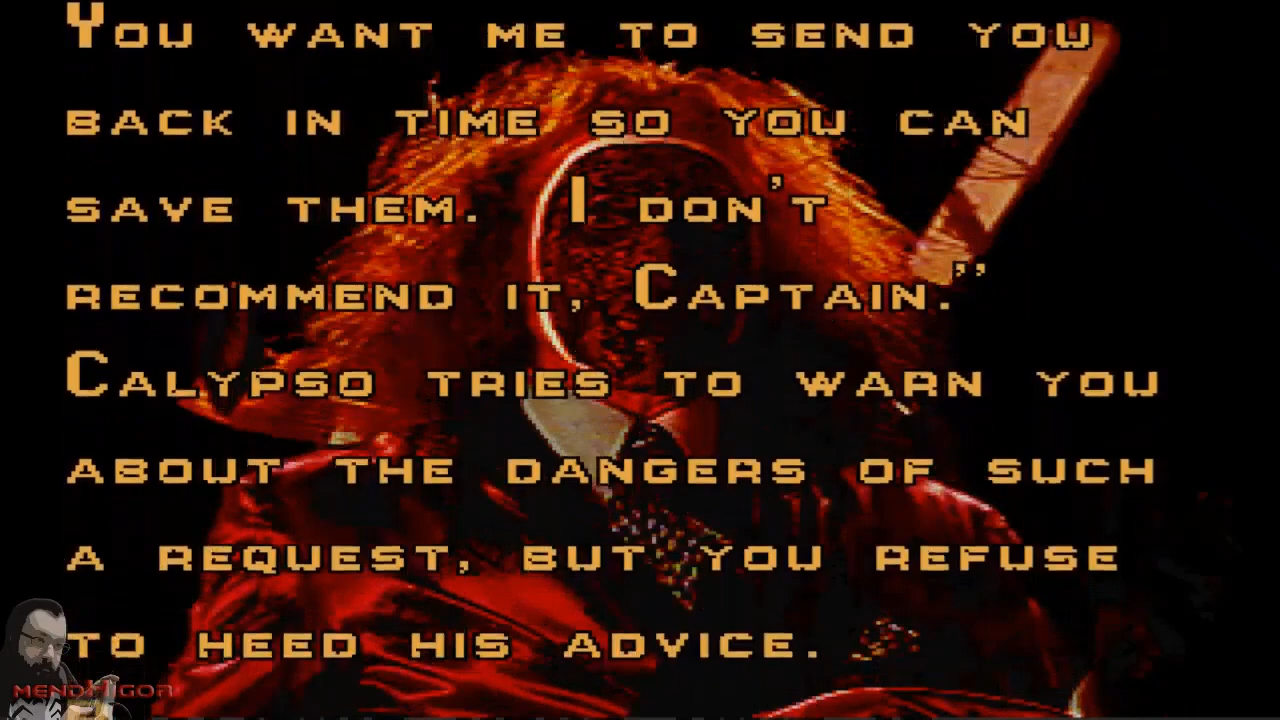 You want me to send you
back in time so you can
save them. I don't
recommend it, Captain."
Calypso tries to warn you
about the dangers of such
a request, but you refuse
to heed his advice.